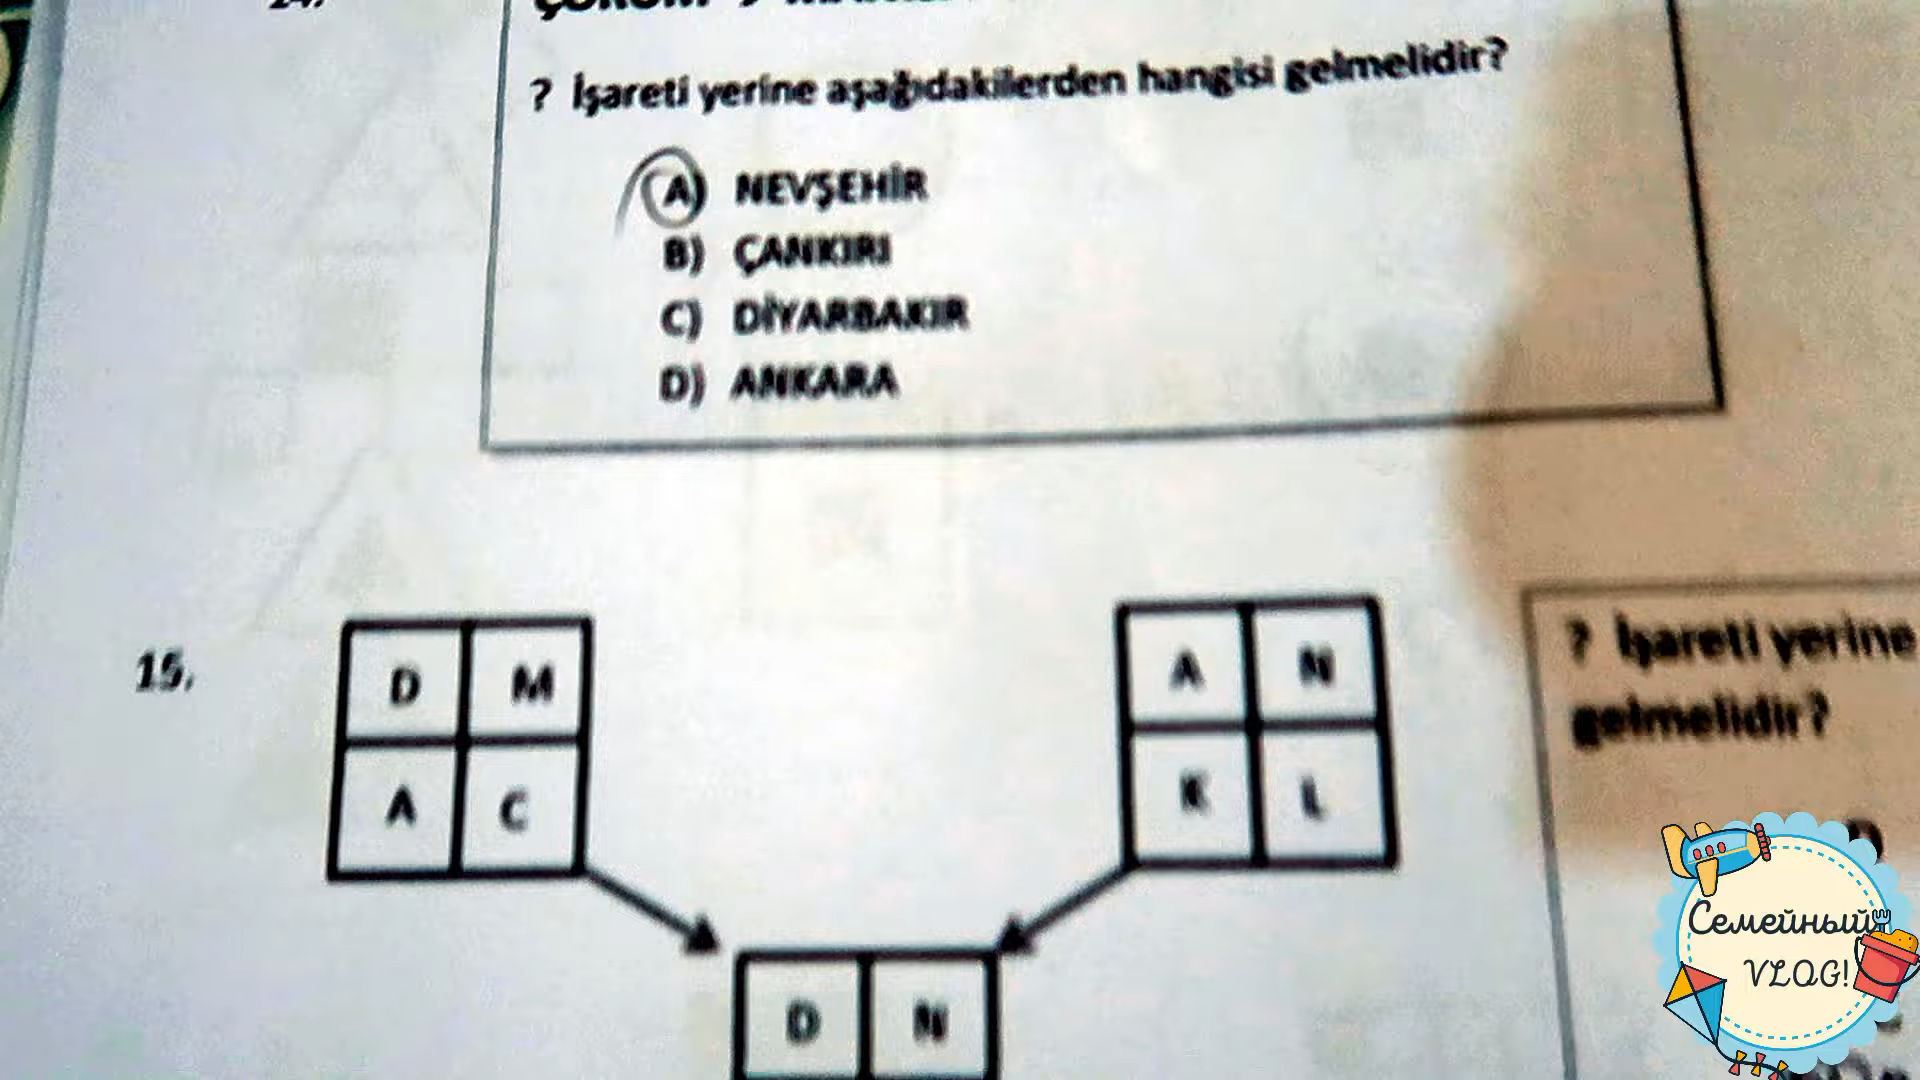 ? İşareti yerine aşağıdakilerden hangisi gelmelidir?
A) NEVŞEHİR
B) ÇANKIRI
C) DİYARBAKIR
D) ANKARA
15.
D M
A C
A N
K L
D N
? İşareti yerine
gelmelidir?
Семейный
VLOG!